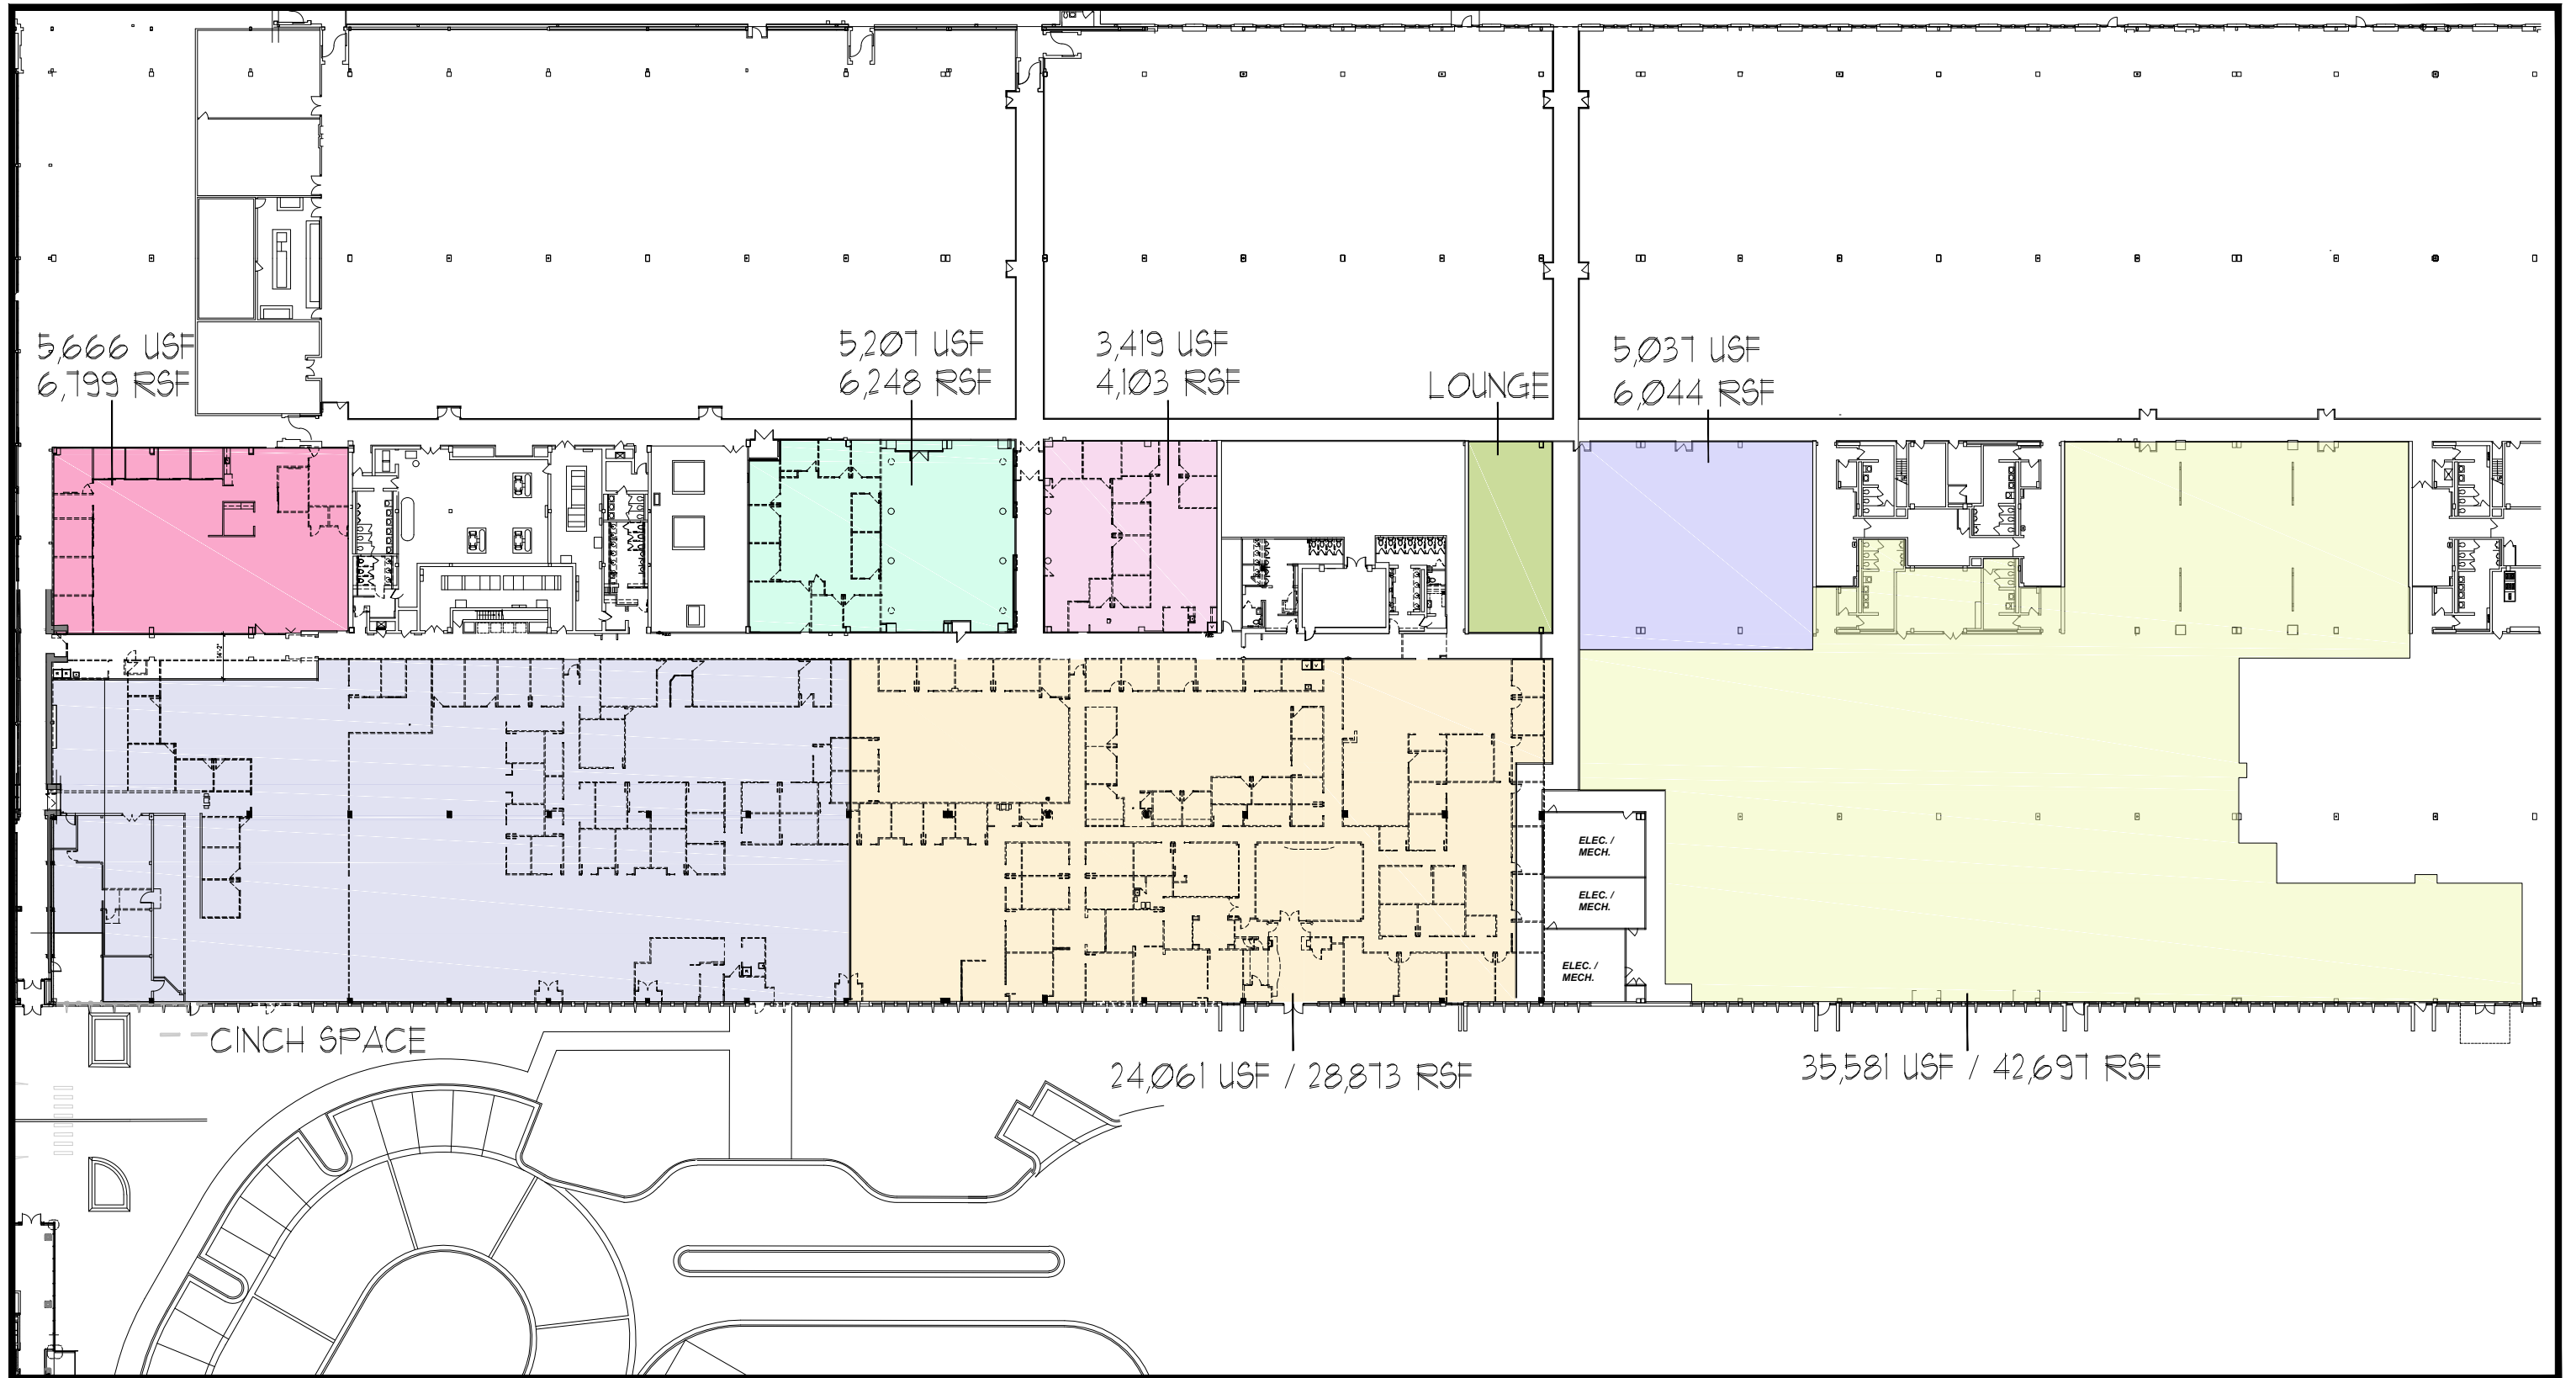 5,666 USF
6,799 RSF
5,207 USF
6,248 RSF
3,419 USF
4,103 RSF
LOUNGE
5,037 USF
6,044 RSF
ELEC. /
MECH.
ELEC. /
MECH.
ELEC. /
MECH.
CINCH SPACE
24,061 USF / 28,873 RSF
35,581 USF / 42,697 RSF